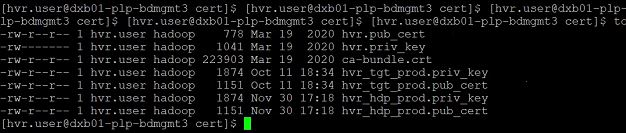 [hvr.user@dxb01-plp-bdmgmt3 cert]$ [hvr.user@dxb01-plp-bdmgmt3 cert]$ [hvr.user@
[hvr.user@dxb01-plp-bdmgmt3 cert]$ [hvr.user@dxb01-plp-bdmgmt3 cert]$ to
-rw-r--r-- 1 hvr.user hadoop 778 Mar 19 2020 hvr.pub_cert
-rw------- 1 hvr.user hadoop 1041 Mar 19 2020 hvr.priv_key
-rw-r--r-- 1 hvr.user hadoop 223903 Mar 19 2020 ca-bundle.crt
-rw-r--r-- 1 hvr.user hadoop 1874 Oct 11 18:34 hvr_tgt_prod.priv_key
-rw-r--r-- 1 hvr.user hadoop 1151 Oct 11 18:34 hvr_tgt_prod.pub_cert
-rw-r--r-- 1 hvr.user hadoop 1874 Nov 30 17:18 hvr_hdp_prod.priv_key
-rw-r--r-- 1 hvr.user hadoop 1151 Nov 30 17:18 hvr_hdp_prod.pub_cert
[hvr.user@dxb01-plp-bdmgmt3 cert]$